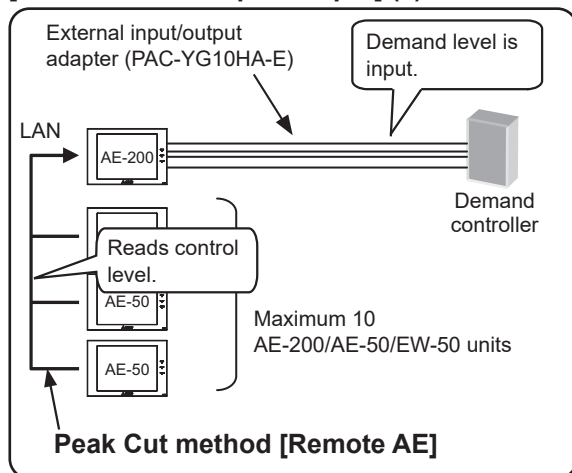 External input/output
adapter (PAC-YG10HA-E)
Demand level is
input.
LAN
AE-200
Demand
controller
Reads control
level.
AE-50
Maximum 10
AE-200/AE-50/EW-50 units
AE-50
Peak Cut method [Remote AE]